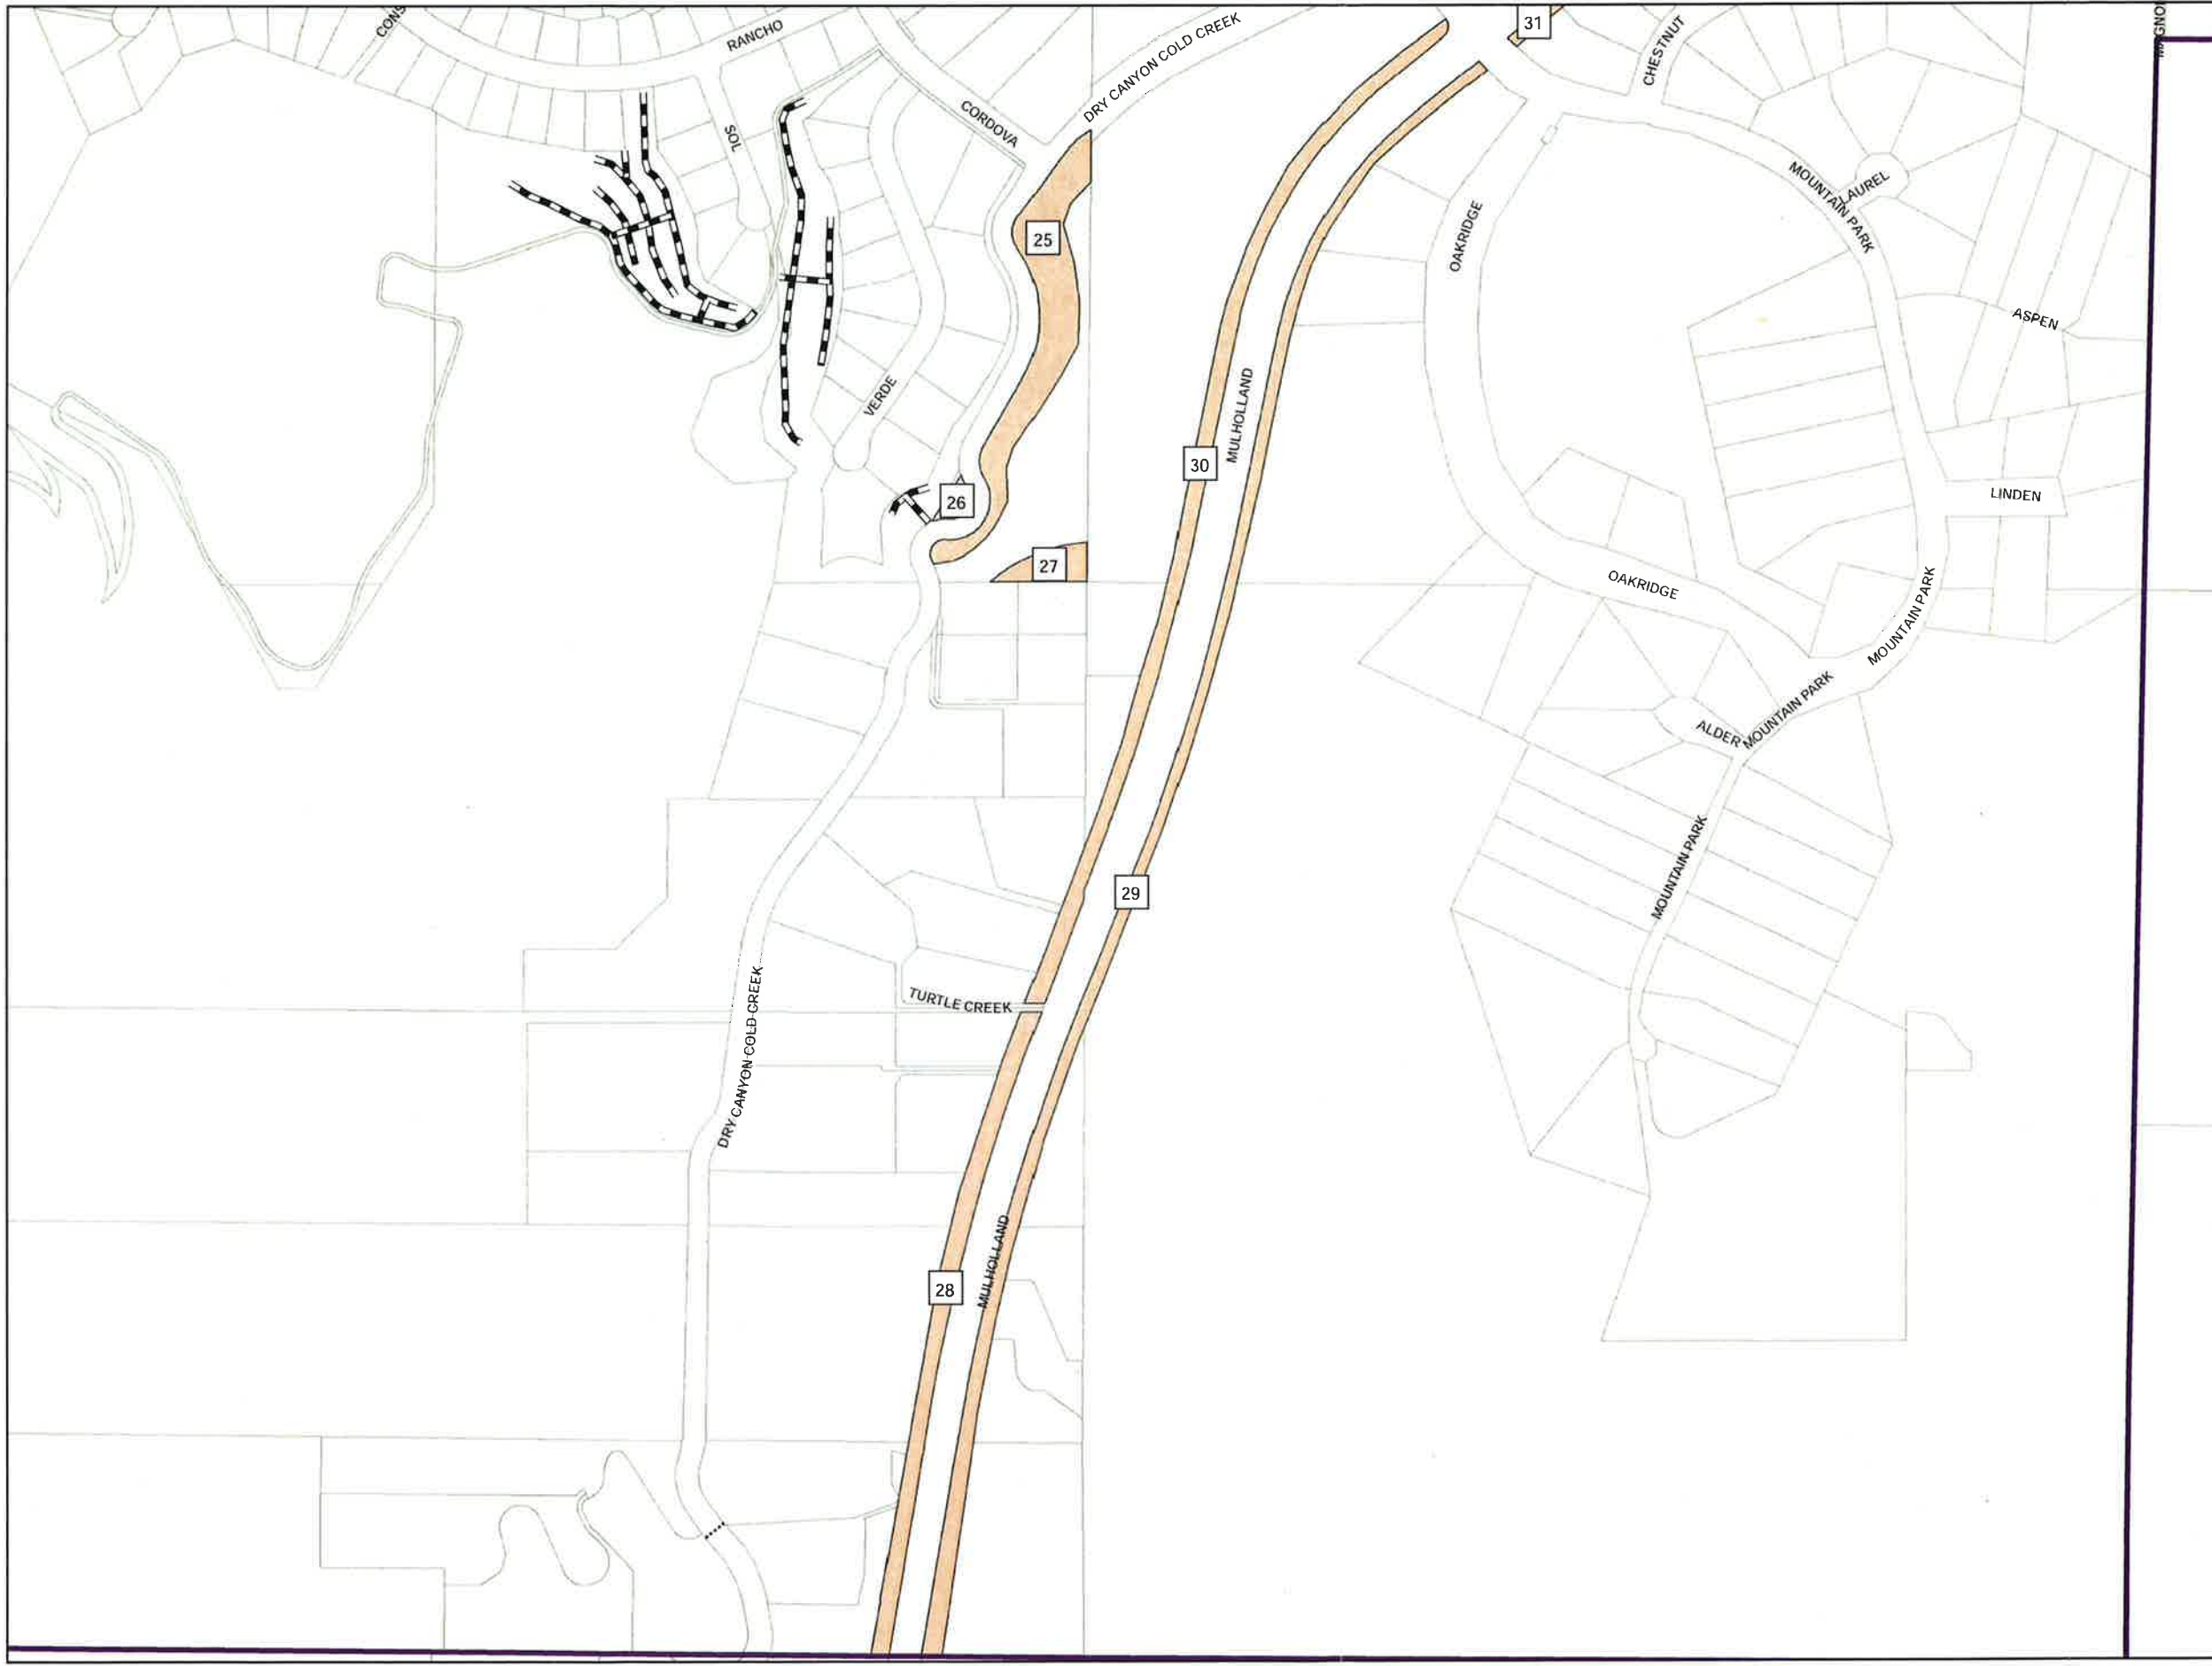 RANCHO
DRY CANYON COLD CREEK
31
CHESTNUT
CORDOVA
SOL
MOUNTAIN PARK
LAUREL
25
OAKRIDGE
ASPEN
VERDE
MULHOLLAND
30
26
LINDEN
27
OAKRIDGE
MOUNTAIN PARK
MOUNTAIN PARK
ALDER
29
MOUNTAIN PARK
TURTLE CREEK
DRY CANYON COLD CREEK
28
MULHOLLAND